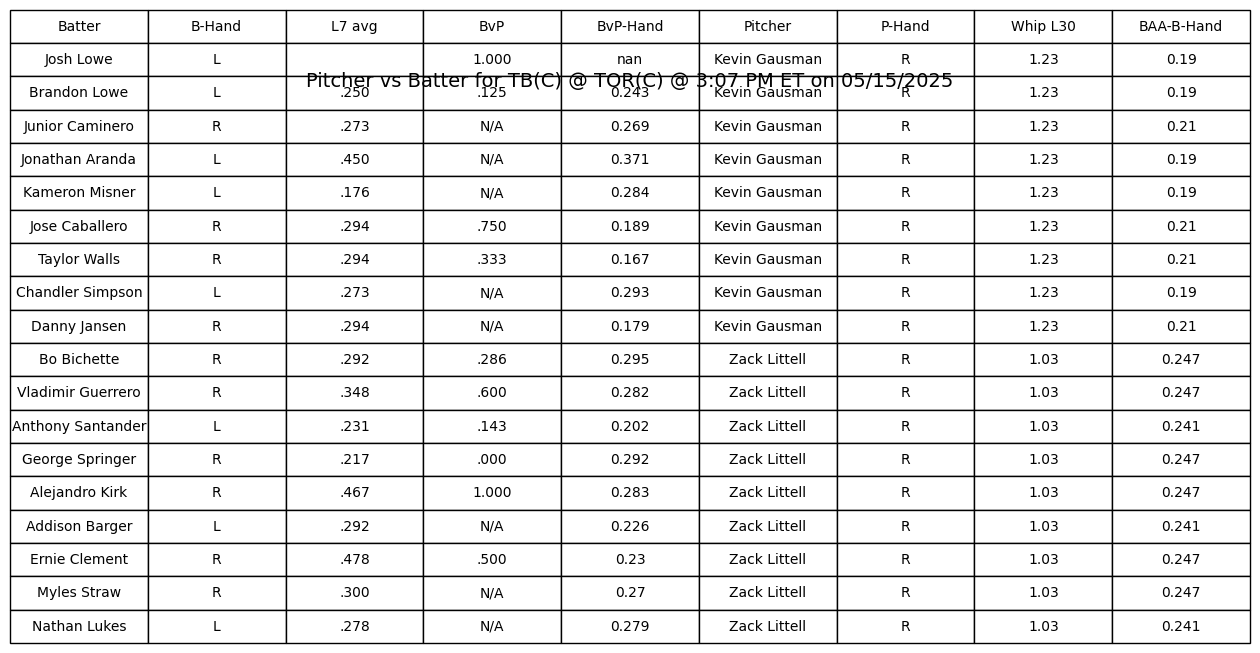 Batter B-Hand L7 avg BvP BvP-Hand Pitcher P-Hand Whip L30 BAA-B-Hand
Josh Lowe L 1.000 nan Kevin Gausman R 1.23 0.19
Pitcher vs Batter for TB(C) @ TOR(C) @ 3:07 PM ET on 05/15/2025
Brandon Lowe L .250 .125 0.243 Kevin Gausman R 1.23 0.19
Junior Caminero R .273 N/A 0.269 Kevin Gausman R 1.23 0.21
Jonathan Aranda L .450 N/A 0.371 Kevin Gausman R 1.23 0.19
Kameron Misner L .176 N/A 0.284 Kevin Gausman R 1.23 0.19
Jose Caballero R .294 .750 0.189 Kevin Gausman R 1.23 0.21
Taylor Walls R .294 .333 0.167 Kevin Gausman R 1.23 0.21
Chandler Simpson L .273 N/A 0.293 Kevin Gausman R 1.23 0.19
Danny Jansen R .294 N/A 0.179 Kevin Gausman R 1.23 0.21
Bo Bichette R .292 .286 0.295 Zack Littell R 1.03 0.247
Vladimir Guerrero R .348 .600 0.282 Zack Littell R 1.03 0.247
Anthony Santander L .231 .143 0.202 Zack Littell R 1.03 0.241
George Springer R .217 .000 0.292 Zack Littell R 1.03 0.247
Alejandro Kirk R .467 1.000 0.283 Zack Littell R 1.03 0.247
Addison Barger L .292 N/A 0.226 Zack Littell R 1.03 0.241
Ernie Clement R .478 .500 0.23 Zack Littell R 1.03 0.247
Myles Straw R .300 N/A 0.27 Zack Littell R 1.03 0.247
Nathan Lukes L .278 N/A 0.279 Zack Littell R 1.03 0.241